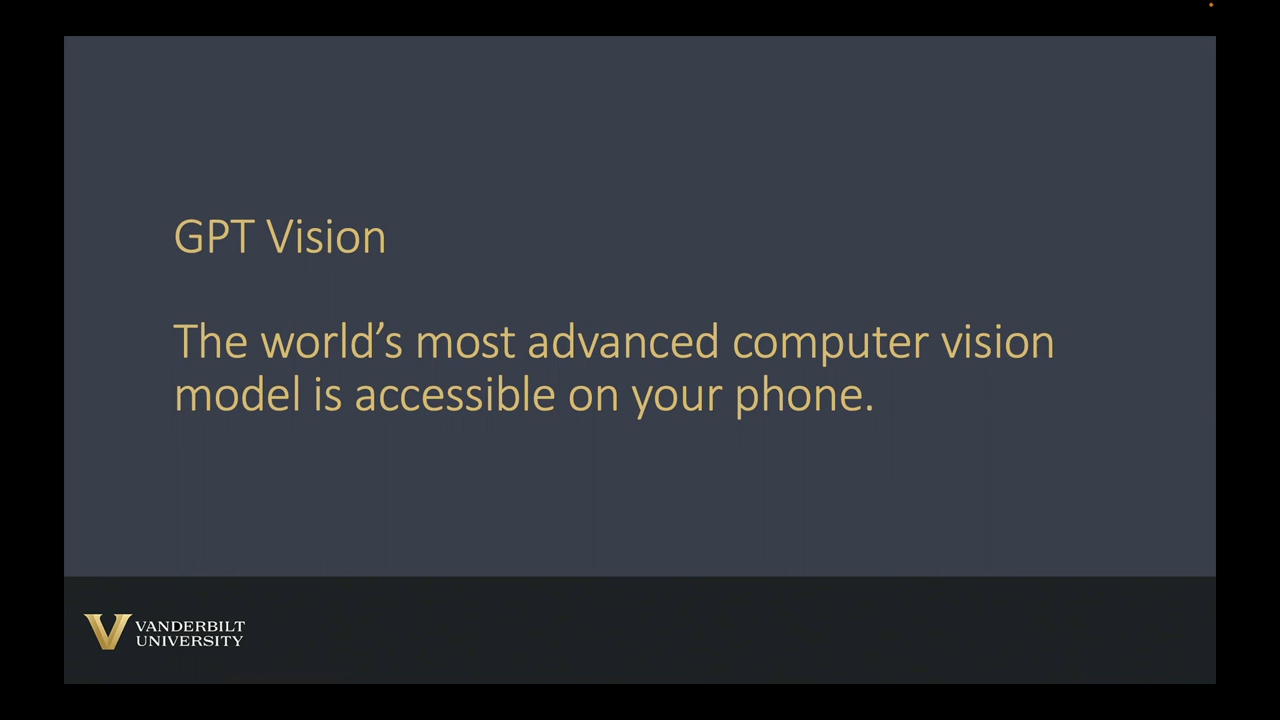 GPT Vision
The world’s most advanced computer vision
model is accessible on your phone.
VANDERBILT
UNIVERSITY